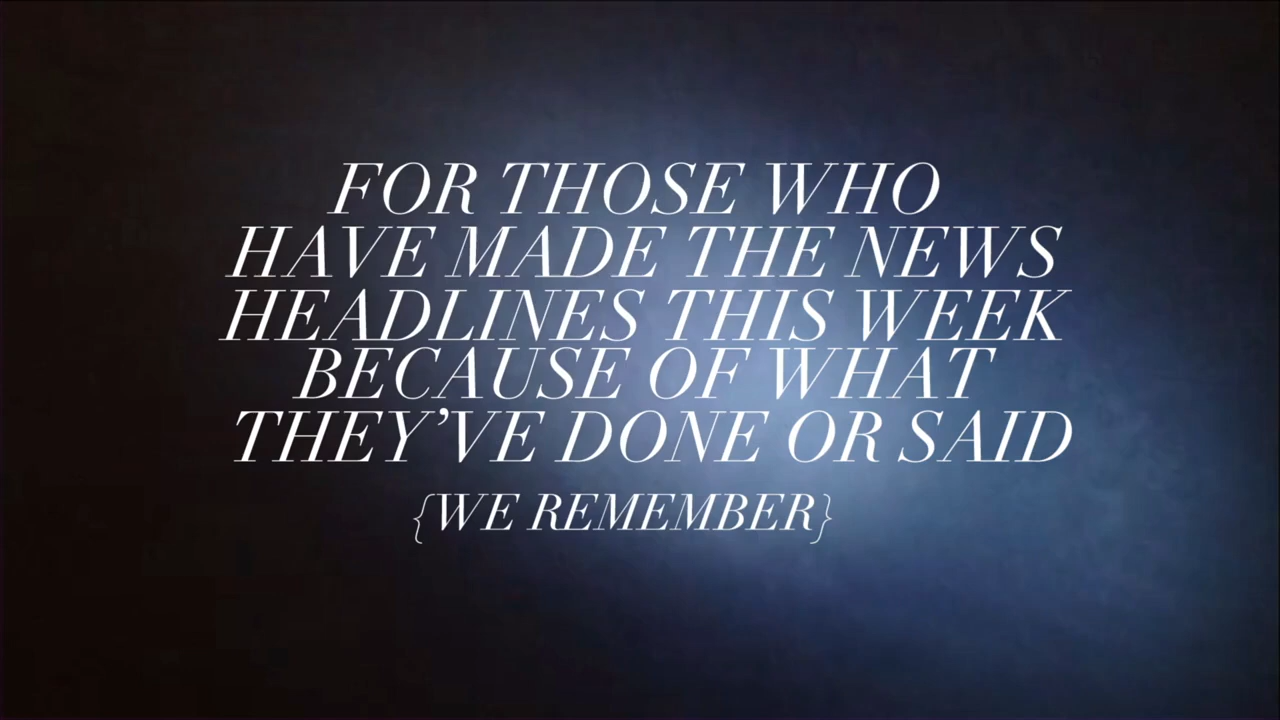 FOR THOSE WHO
HAVE MADE THE NEWS
HEADLINES THIS WEEK
BECAUSE OF WHAT
THEY’VE DONE OR SAID
{WE REMEMBER}